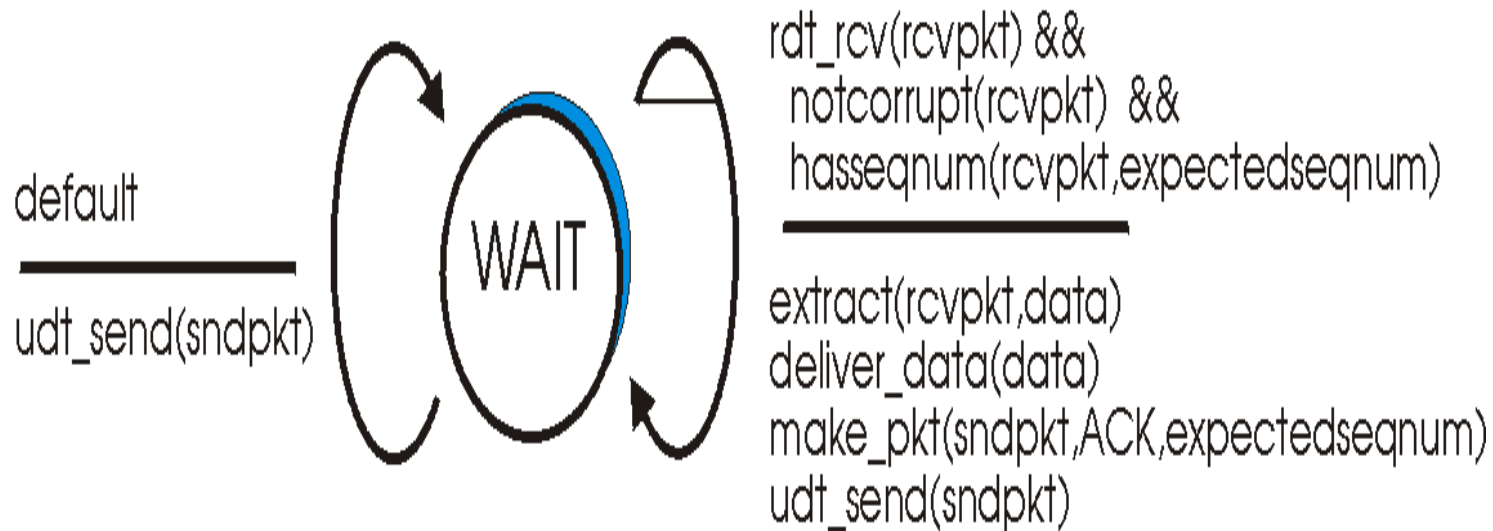 default
udt_send(sndpkt)
WAIT
rdt_rcv(rcvpkt) &&
notcorrupt(rcvpkt) &&
hasseqnum(rcvpkt,expectedseqnum)
extract(rcvpkt,data)
deliver_data(data)
make_pkt(sndpkt,ACK,expectedseqnum)
udt_send(sndpkt)